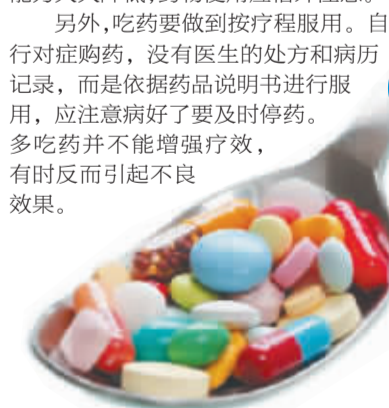 另外,吃药要做到按疗程服用。自
行对症购药，没有医生的处方和病历
记录，而是依据药品说明书进行服
用，应注意病好了要及时停药。
多吃药并不能增强疗效，
有时反而引起不良
效果。